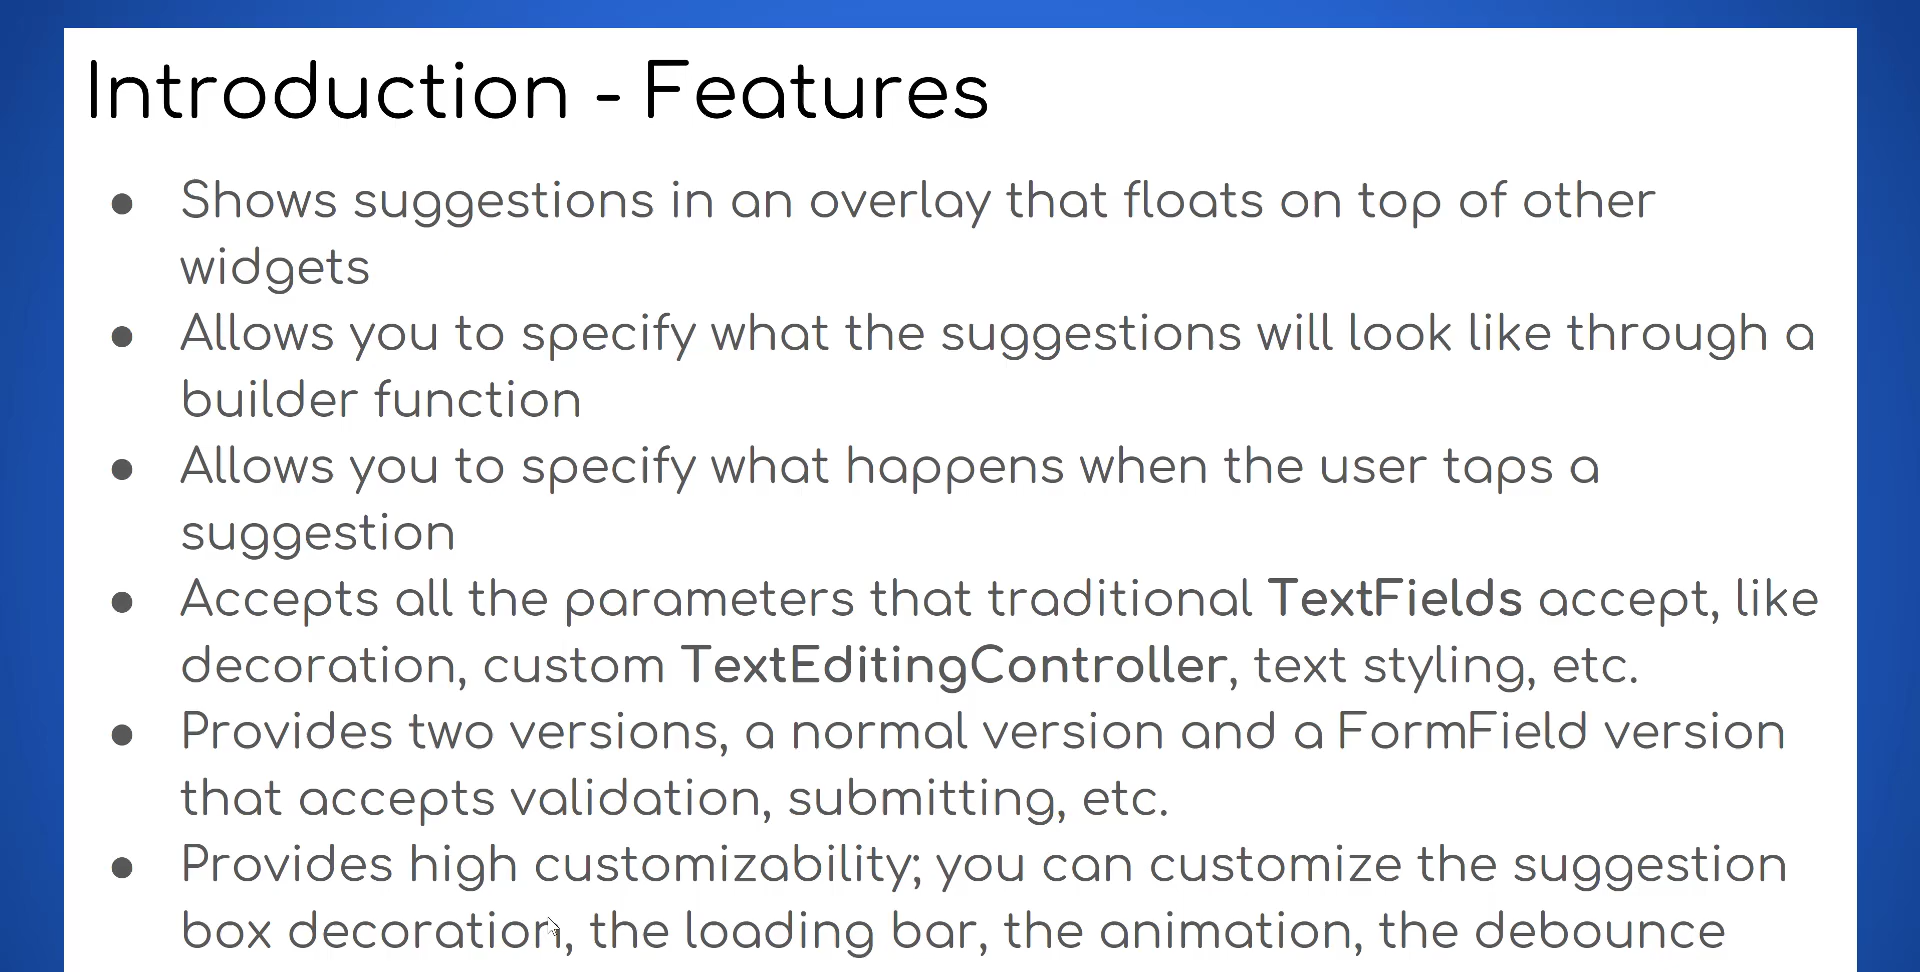 Introduction - Features
● Shows suggestions in an overlay that floats on top of other
widgets
● Allows you to specify what the suggestions will look like through a
builder function
● Allows you to specify what happens when the user taps a
suggestion
● Accepts all the parameters that traditional TextFields accept, like
decoration, custom TextEditingController, text styling, etc.
● Provides two versions, a normal version and a FormField version
that accepts validation, submitting, etc.
● Provides high customizability; you can customize the suggestion
box decoration, the loading bar, the animation, the debounce